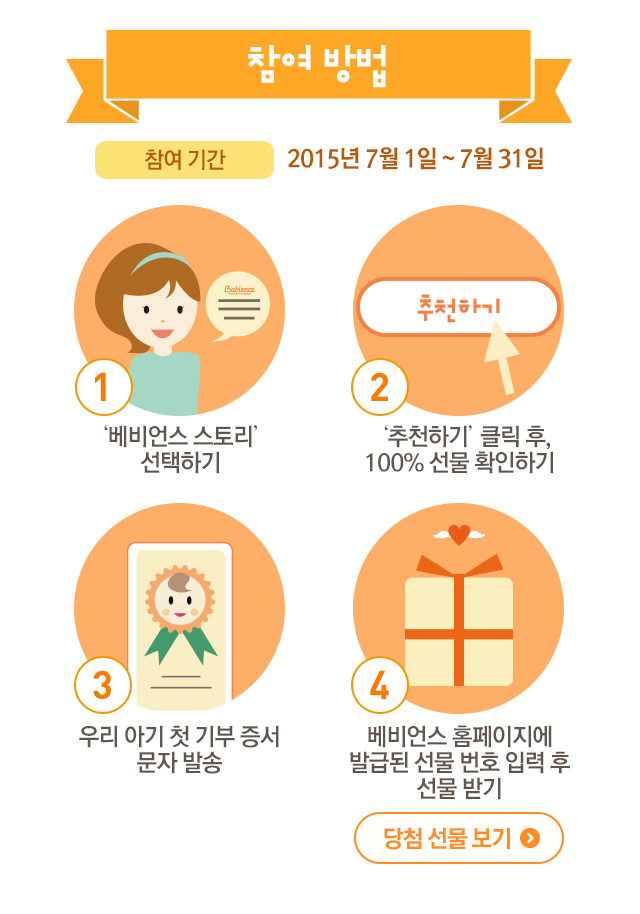 참여 방법
참여 기간
2015년 7월 1일 ~ 7월 31일
Babience
1
'베비언스 스토리'
선택하기
추천하기
2
'추천하기' 클릭 후,
100% 선물 확인하기
3
우리 아기 첫 기부 증서
문자 발송
4
베비언스 홈페이지에
발급된 선물 번호 입력 후
선물 받기
당첨 선물 보기